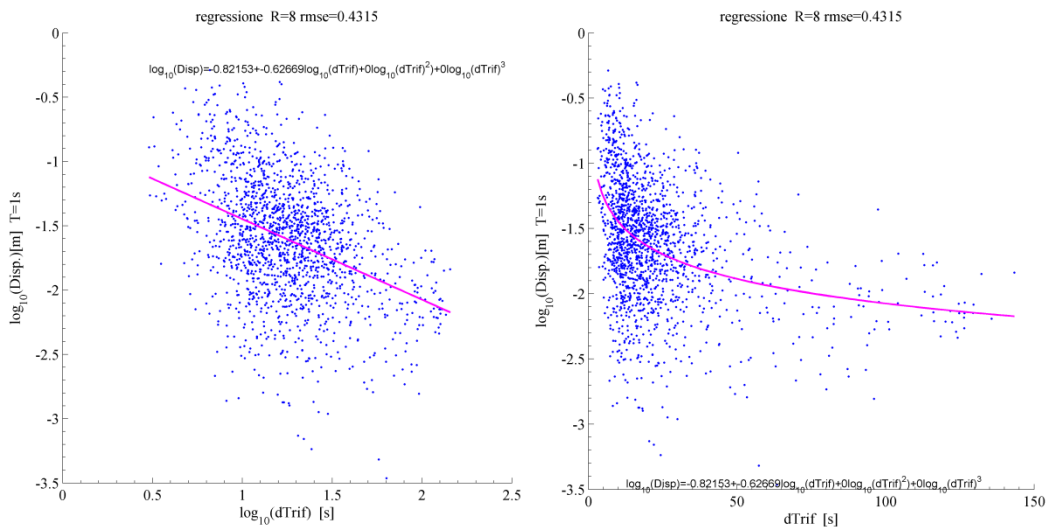 regressione R=8 rmse=0.4315
0
-0.5
-1
-1.5
-2
-2.5
-3
-3.5
log10(Disp.)[m] T=1s
log10(Disp)=-0.82153+-0.62669log10(dTrif)+0log10(dTrif)^2)+0log10(dTrif)^3
0 0.5 1 1.5 2 2.5
log10(dTrif) [s]
regressione R=8 rmse=0.4315
0
-0.5
-1
-1.5
-2
-2.5
-3
-3.5
log10(Disp.)[m] T=1s
log10(Disp)=-0.82153+-0.62669log10(dTrif)+0log10(dTrif)^2)+0log10(dTrif)^3
0 50 100 150
dTrif [s]